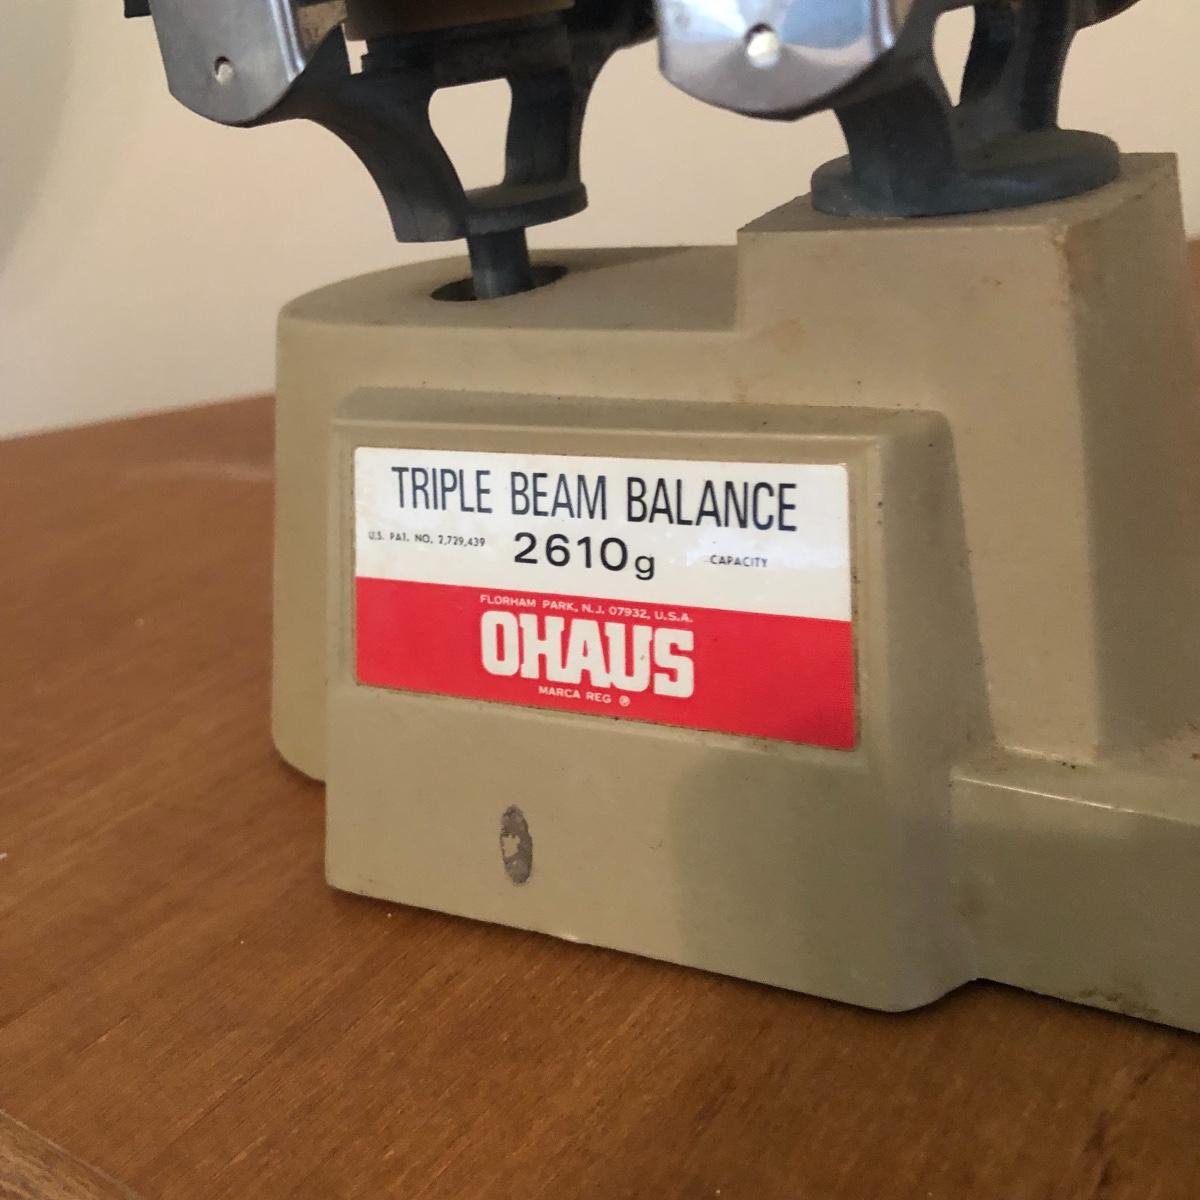 TRIPLE BEAM BALANCE
U.S. PAT. NO. 2,729,439 2610g CAPACITY
FLORHAM PARK, N.J. 07932, U.S.A.
OHAUS
MARCA REG ®